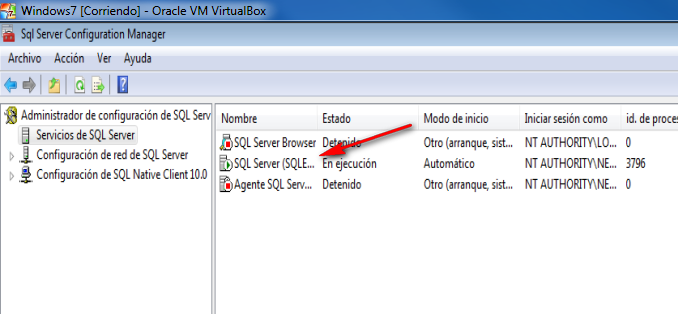 Windows7 [Corriendo] - Oracle VM VirtualBox
Sql Server Configuration Manager
Archivo Acción Ver Ayuda
Administrador de configuración de SQL Serv
Servicios de SQL Server
Configuración de red de SQL Server
Configuración de SQL Native Client 10.0
Nombre Estado Modo de inicio Iniciar sesión como id. de proces
SQL Server Browser Detenido Otro (arranque, sist... NT AUTHORITY\LO... 0
SQL Server (SQLE... En ejecución Automático NT AUTHORITY\NE... 3796
Agente SQL Serv... Detenido Otro (arranque, sist... NT AUTHORITY\NE... 0